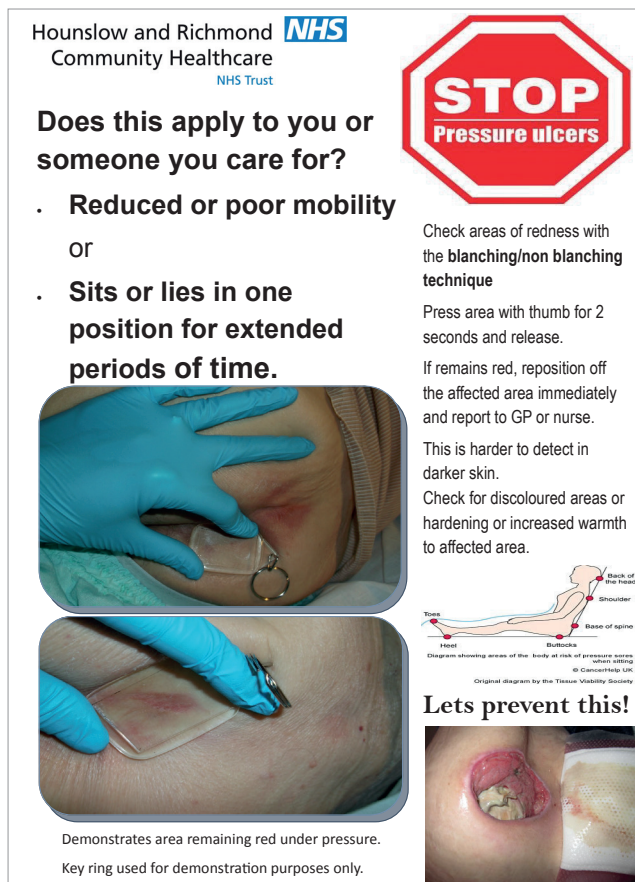 Hounslow and Richmond NHS
Community Healthcare
NHS Trust
Does this apply to you or
someone you care for?
• Reduced or poor mobility
or
• Sits or lies in one
position for extended
periods of time.
Demonstrates area remaining red under pressure.
Key ring used for demonstration purposes only.
STOP
Pressure ulcers
Check areas of redness with
the blanching/non blanching
technique
Press area with thumb for 2
seconds and release.
If remains red, reposition off
the affected area immediately
and report to GP or nurse.
This is harder to detect in
darker skin.
Check for discoloured areas or
hardening or increased warmth
to affected area.
Back of
the head
Shoulder
Toes
Base of spine
Heel
Buttocks
Diagram showing areas of the body at risk of pressure sores
when sitting
© CancerHelp UK
Original diagram by the Tissue Viability Society
Lets prevent this!